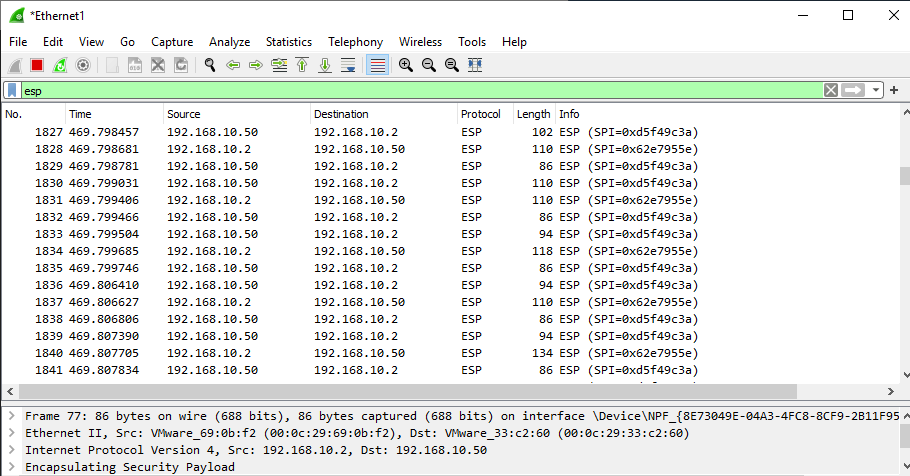 *Ethernet1
File Edit View Go Capture Analyze Statistics Telephony Wireless Tools Help
esp
No. Time Source Destination Protocol Length Info
1827 469.798457 192.168.10.50 192.168.10.2 ESP 102 ESP (SPI=0xd5f49c3a)
1828 469.798681 192.168.10.2 192.168.10.50 ESP 110 ESP (SPI=0x62e7955e)
1829 469.798781 192.168.10.50 192.168.10.2 ESP 86 ESP (SPI=0xd5f49c3a)
1830 469.799031 192.168.10.50 192.168.10.2 ESP 110 ESP (SPI=0xd5f49c3a)
1831 469.799406 192.168.10.2 192.168.10.50 ESP 110 ESP (SPI=0x62e7955e)
1832 469.799466 192.168.10.50 192.168.10.2 ESP 86 ESP (SPI=0xd5f49c3a)
1833 469.799504 192.168.10.50 192.168.10.2 ESP 94 ESP (SPI=0xd5f49c3a)
1834 469.799685 192.168.10.2 192.168.10.50 ESP 118 ESP (SPI=0x62e7955e)
1835 469.799746 192.168.10.50 192.168.10.2 ESP 86 ESP (SPI=0xd5f49c3a)
1836 469.806410 192.168.10.50 192.168.10.2 ESP 94 ESP (SPI=0xd5f49c3a)
1837 469.806627 192.168.10.2 192.168.10.50 ESP 110 ESP (SPI=0x62e7955e)
1838 469.806806 192.168.10.50 192.168.10.2 ESP 86 ESP (SPI=0xd5f49c3a)
1839 469.807390 192.168.10.50 192.168.10.2 ESP 94 ESP (SPI=0xd5f49c3a)
1840 469.807705 192.168.10.2 192.168.10.50 ESP 134 ESP (SPI=0x62e7955e)
1841 469.807834 192.168.10.50 192.168.10.2 ESP 86 ESP (SPI=0xd5f49c3a)
Frame 77: 86 bytes on wire (688 bits), 86 bytes captured (688 bits) on interface \Device\NPF_{8E73049E-04A3-4FC8-8CF9-2B11F95
Ethernet II, Src: VMware_69:0b:f2 (00:0c:29:69:0b:f2), Dst: VMware_33:c2:60 (00:0c:29:33:c2:60)
Internet Protocol Version 4, Src: 192.168.10.2, Dst: 192.168.10.50
Encapsulating Security Payload